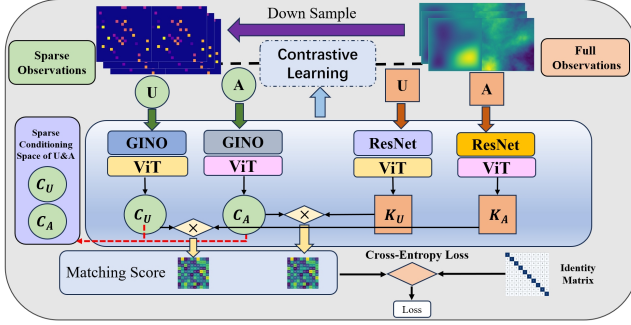 Down Sample
Sparse
Observations
Contrastive
Learning
Full
Observations
U
A
U
A
Sparse
Conditioning
Space of U&A
C_U
C_A
GINO
ViT
GINO
ViT
ResNet
ViT
ResNet
ViT
C_U
×
C_A
×
K_U
K_A
Matching Score
Cross-Entropy Loss
Identity
Matrix
Loss